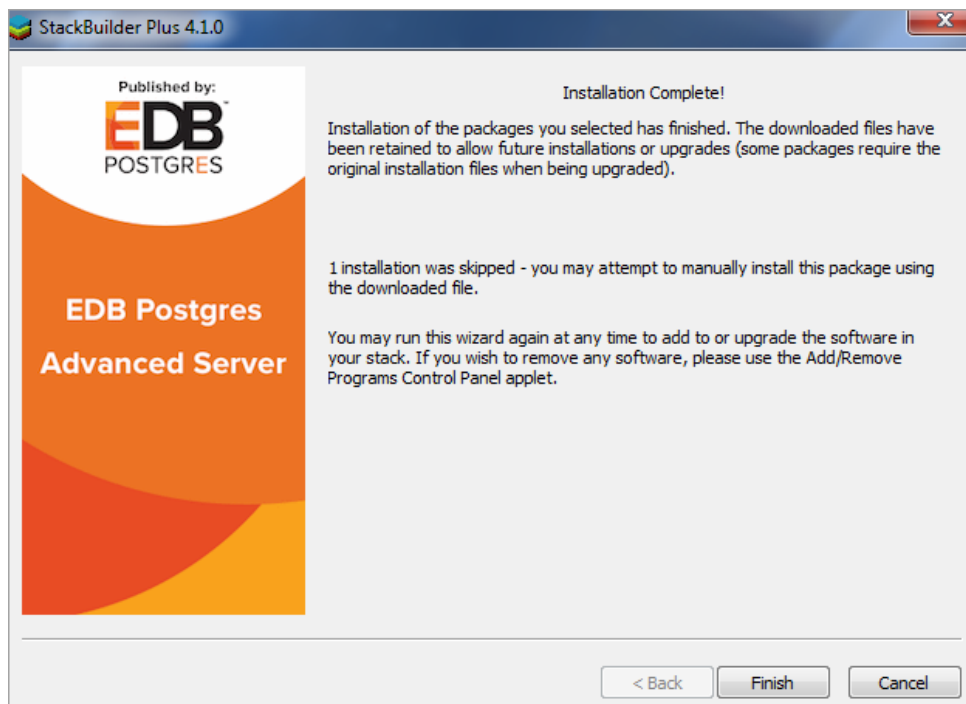 StackBuilder Plus 4.1.0
Published by:
EDB™
POSTGRES
EDB Postgres
Advanced Server
Installation Complete!
Installation of the packages you selected has finished. The downloaded files have
been retained to allow future installations or upgrades (some packages require the
original installation files when being upgraded).
1 installation was skipped - you may attempt to manually install this package using
the downloaded file.
You may run this wizard again at any time to add to or upgrade the software in
your stack. If you wish to remove any software, please use the Add/Remove
Programs Control Panel applet.
< Back
Finish
Cancel